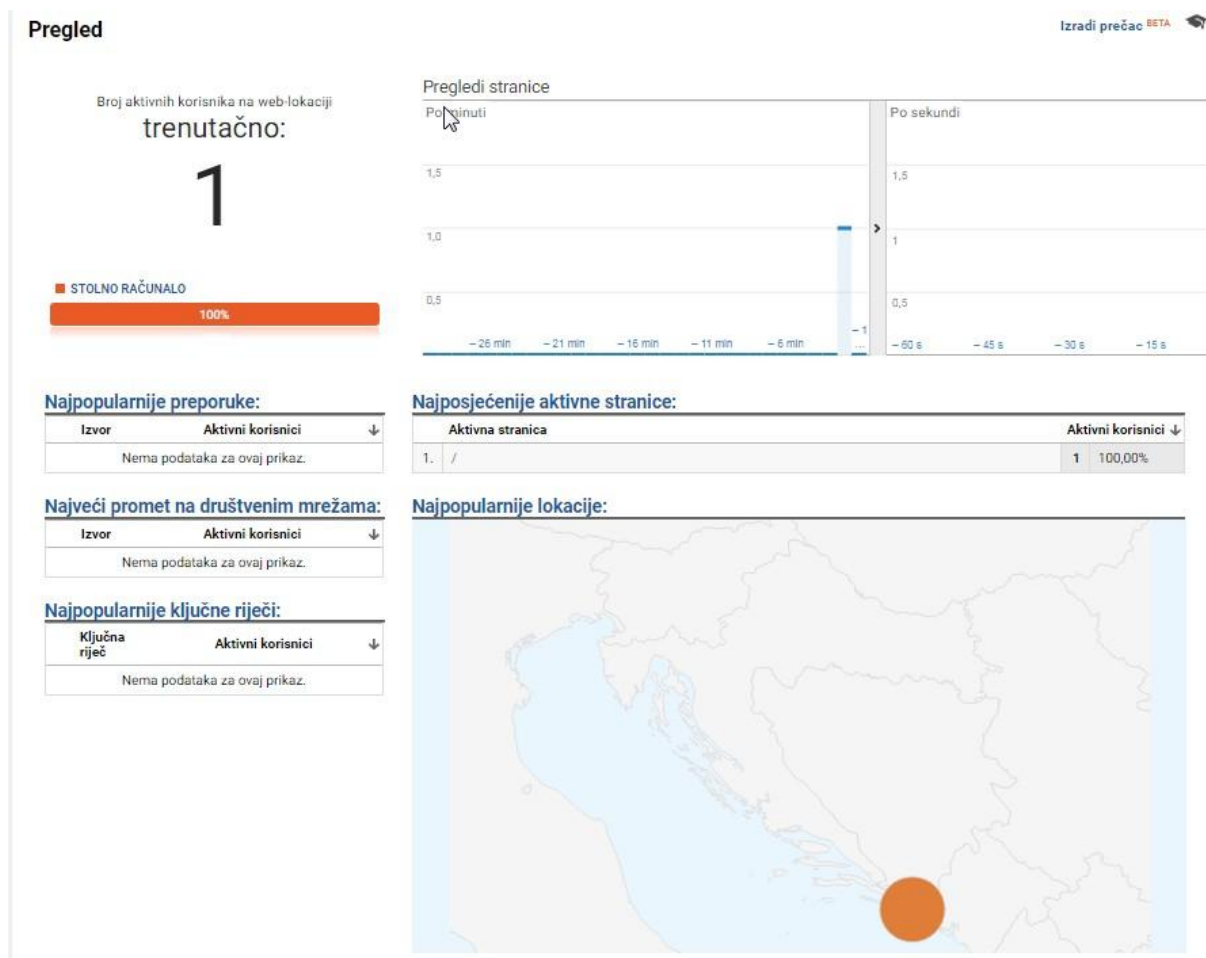 Pregled
Izradi prečac BETA
Broj aktivnih korisnika na web-lokaciji
trenutačno:
1
STOLNO RAČUNALO
100%
Pregledi stranice
Po minuti
1,5
1,0
0,5
– 26 min – 21 min – 16 min – 11 min – 6 min – 1 ...
Po sekundi
1,5
1
0,5
– 60 s – 45 s – 30 s – 15 s
Najpopularnije preporuke:
Izvor Aktivni korisnici
Nema podataka za ovaj prikaz.
Najveći promet na društvenim mrežama:
Izvor Aktivni korisnici
Nema podataka za ovaj prikaz.
Najpopularnije ključne riječi:
Ključna
riječ
Aktivni korisnici
Nema podataka za ovaj prikaz.
Najposjećenije aktivne stranice:
Aktivna stranica Aktivni korisnici
1. / 1 100,00%
Najpopularnije lokacije: